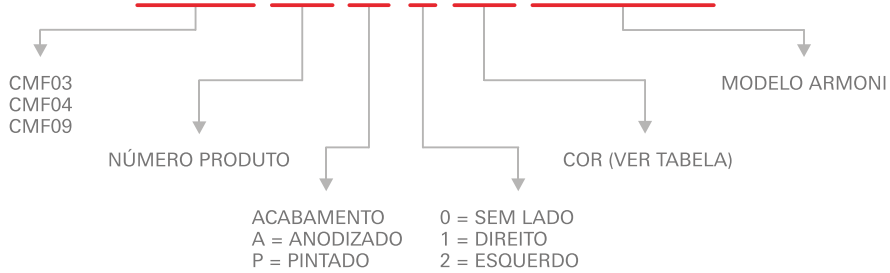 CMF03
CMF04
CMF09
MODELO ARMONI
NÚMERO PRODUTO
COR (VER TABELA)
ACABAMENTO
A = ANODIZADO
P = PINTADO
0 = SEM LADO
1 = DIREITO
2 = ESQUERDO